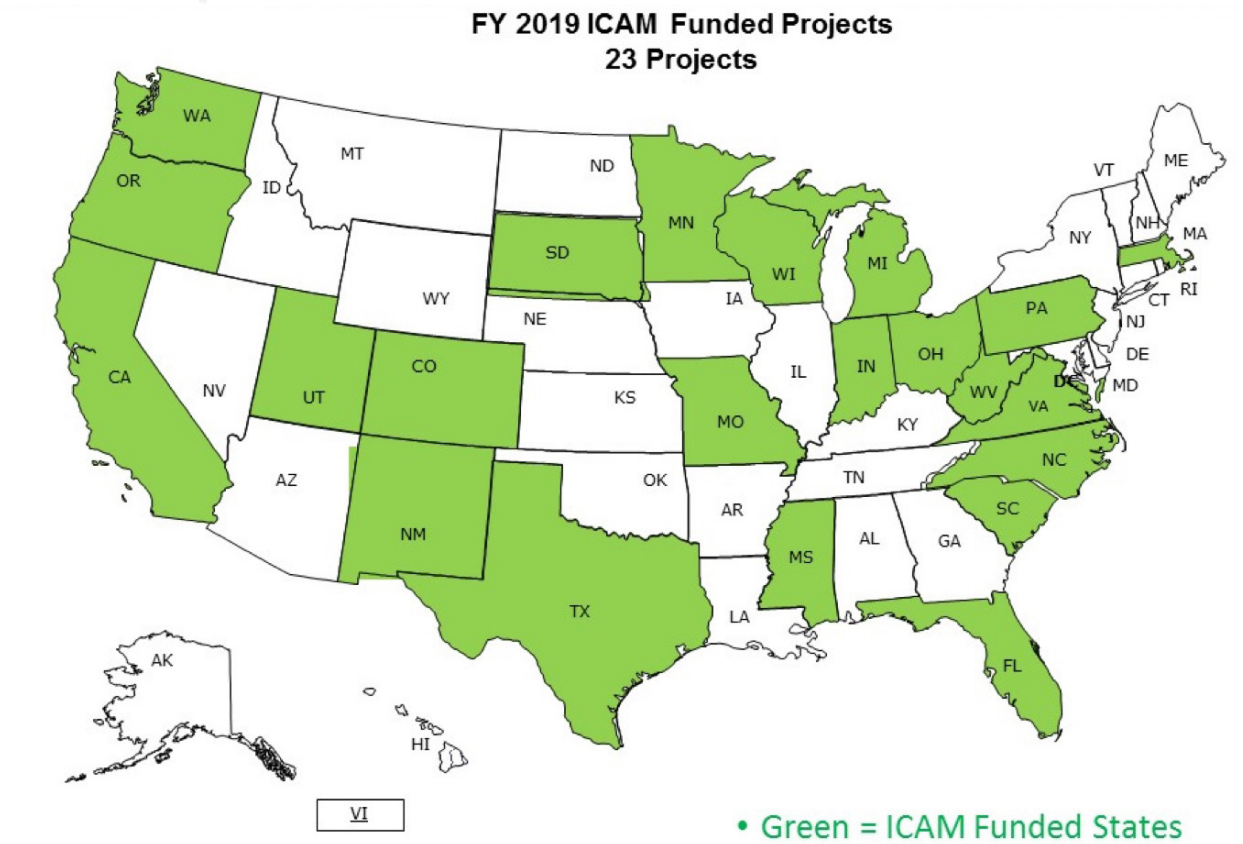 FY 2019 ICAM Funded Projects
23 Projects
WA
MT
ND
VT
ME
OR
ID
MN
NH
MA
NY
SD
WI
MI
RI
WY
IA
CT
NE
PA
NJ
CA
CO
OH
DE
NV
UT
KS
IL
IN
DC
MD
WV
VA
MO
KY
NC
AZ
OK
TN
AR
SC
NM
MS
AL
GA
TX
LA
AK
FL
HI
VI
• Green = ICAM Funded States